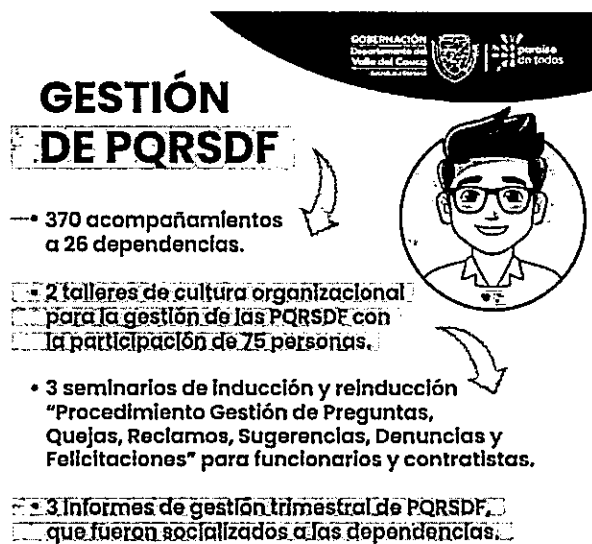 GOBERNACIÓN
Departamento del
Valle del Cauca
paraíso
de todos
GESTIÓN
DE PQRSDF
• 370 acompañamientos
a 26 dependencias.
• 2 talleres de cultura organizacional
para la gestión de las PQRSDF con
la participación de 75 personas.
• 3 seminarios de inducción y reinducción
“Procedimiento Gestión de Preguntas,
Quejas, Reclamos, Sugerencias, Denuncias y
Felicitaciones” para funcionarios y contratistas.
• 3 informes de gestión trimestral de PQRSDF,
que fueron socializados a las dependencias.